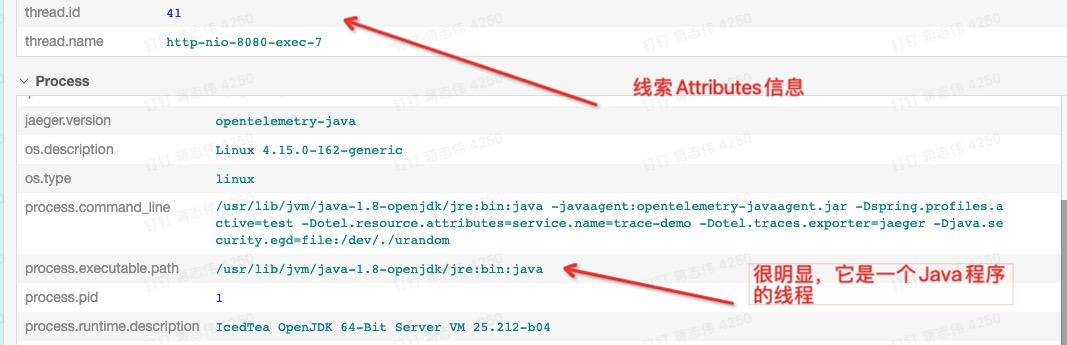 thread.id 41
thread.name http-nio-8080-exec-7
Process
线索Attributes信息
jaeger.version opentelemetry-java
os.description Linux 4.15.0-162-generic
os.type linux
process.command_line /usr/lib/jvm/java-1.8-openjdk/jre:bin:java -javaagent:opentelemetry-javaagent.jar -Dspring.profiles.a
ctive=test -Dotel.resource.attributes=service.name=trace-demo -Dotel.traces.exporter=jaeger -Djava.se
curity.egd=file:/dev/./urandom
process.executable.path /usr/lib/jvm/java-1.8-openjdk/jre:bin:java
很明显，它是一个Java程序
的线程
process.pid 1
process.runtime.description IcedTea OpenJDK 64-Bit Server VM 25.212-b04
钉钉 蒋志伟 4250